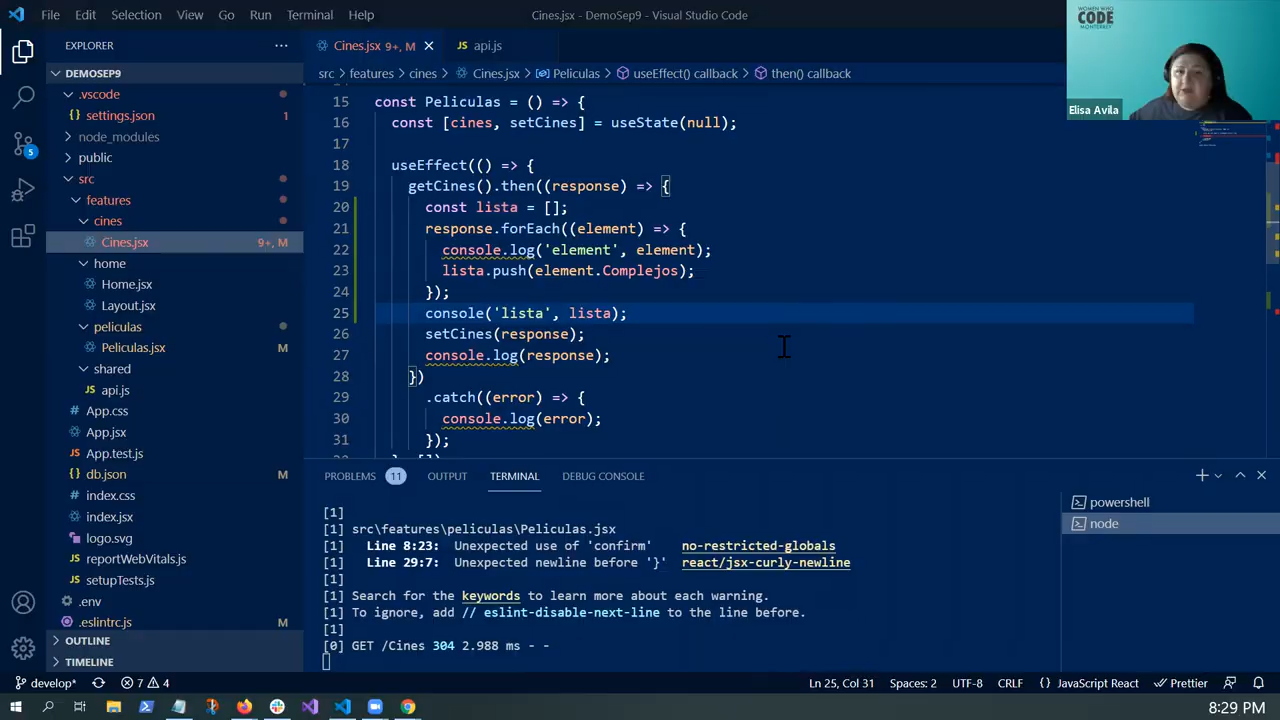 File Edit Selection View Go Run Terminal Help
Cines.jsx - DemoSep9 - Visual Studio Code
WOMEN WHO
CODE
MONTERREY
Elisa Avila
EXPLORER
DEMOSEP9
.vscode
settings.json 1
node_modules
public
src
features
cines
Cines.jsx 9+, M
home
Home.jsx
Layout.jsx
peliculas
Peliculas.jsx M
shared
api.js
App.css
App.jsx
App.test.js
db.json M
index.css
index.jsx
logo.svg
reportWebVitals.js
setupTests.js
.env
.eslintrc.js M
OUTLINE
TIMELINE
5
Cines.jsx 9+, M
api.js
src > features > cines > Cines.jsx > Peliculas > useEffect() callback > then() callback
15 const Peliculas = () => {
16 const [cines, setCines] = useState(null);
17
18 useEffect(() => {
19 getCines().then((response) => {
20 const lista = [];
21 response.forEach((element) => {
22 console.log('element', element);
23 lista.push(element.Complejos);
24 });
25 console('lista', lista);
26 setCines(response);
27 console.log(response);
28 })
29 .catch((error) => {
30 console.log(error);
31 });
PROBLEMS 11 OUTPUT TERMINAL DEBUG CONSOLE
[1]
[1] src\features\peliculas\Peliculas.jsx
[1] Line 8:23: Unexpected use of 'confirm' no-restricted-globals
[1] Line 29:7: Unexpected newline before '}' react/jsx-curly-newline
[1]
[1] Search for the keywords to learn more about each warning.
[1] To ignore, add // eslint-disable-next-line to the line before.
[1]
[0] GET /Cines 304 2.988 ms - -
powershell
node
develop* 7 4 Ln 25, Col 31 Spaces: 2 UTF-8 CRLF JavaScript React Prettier
8:29 PM